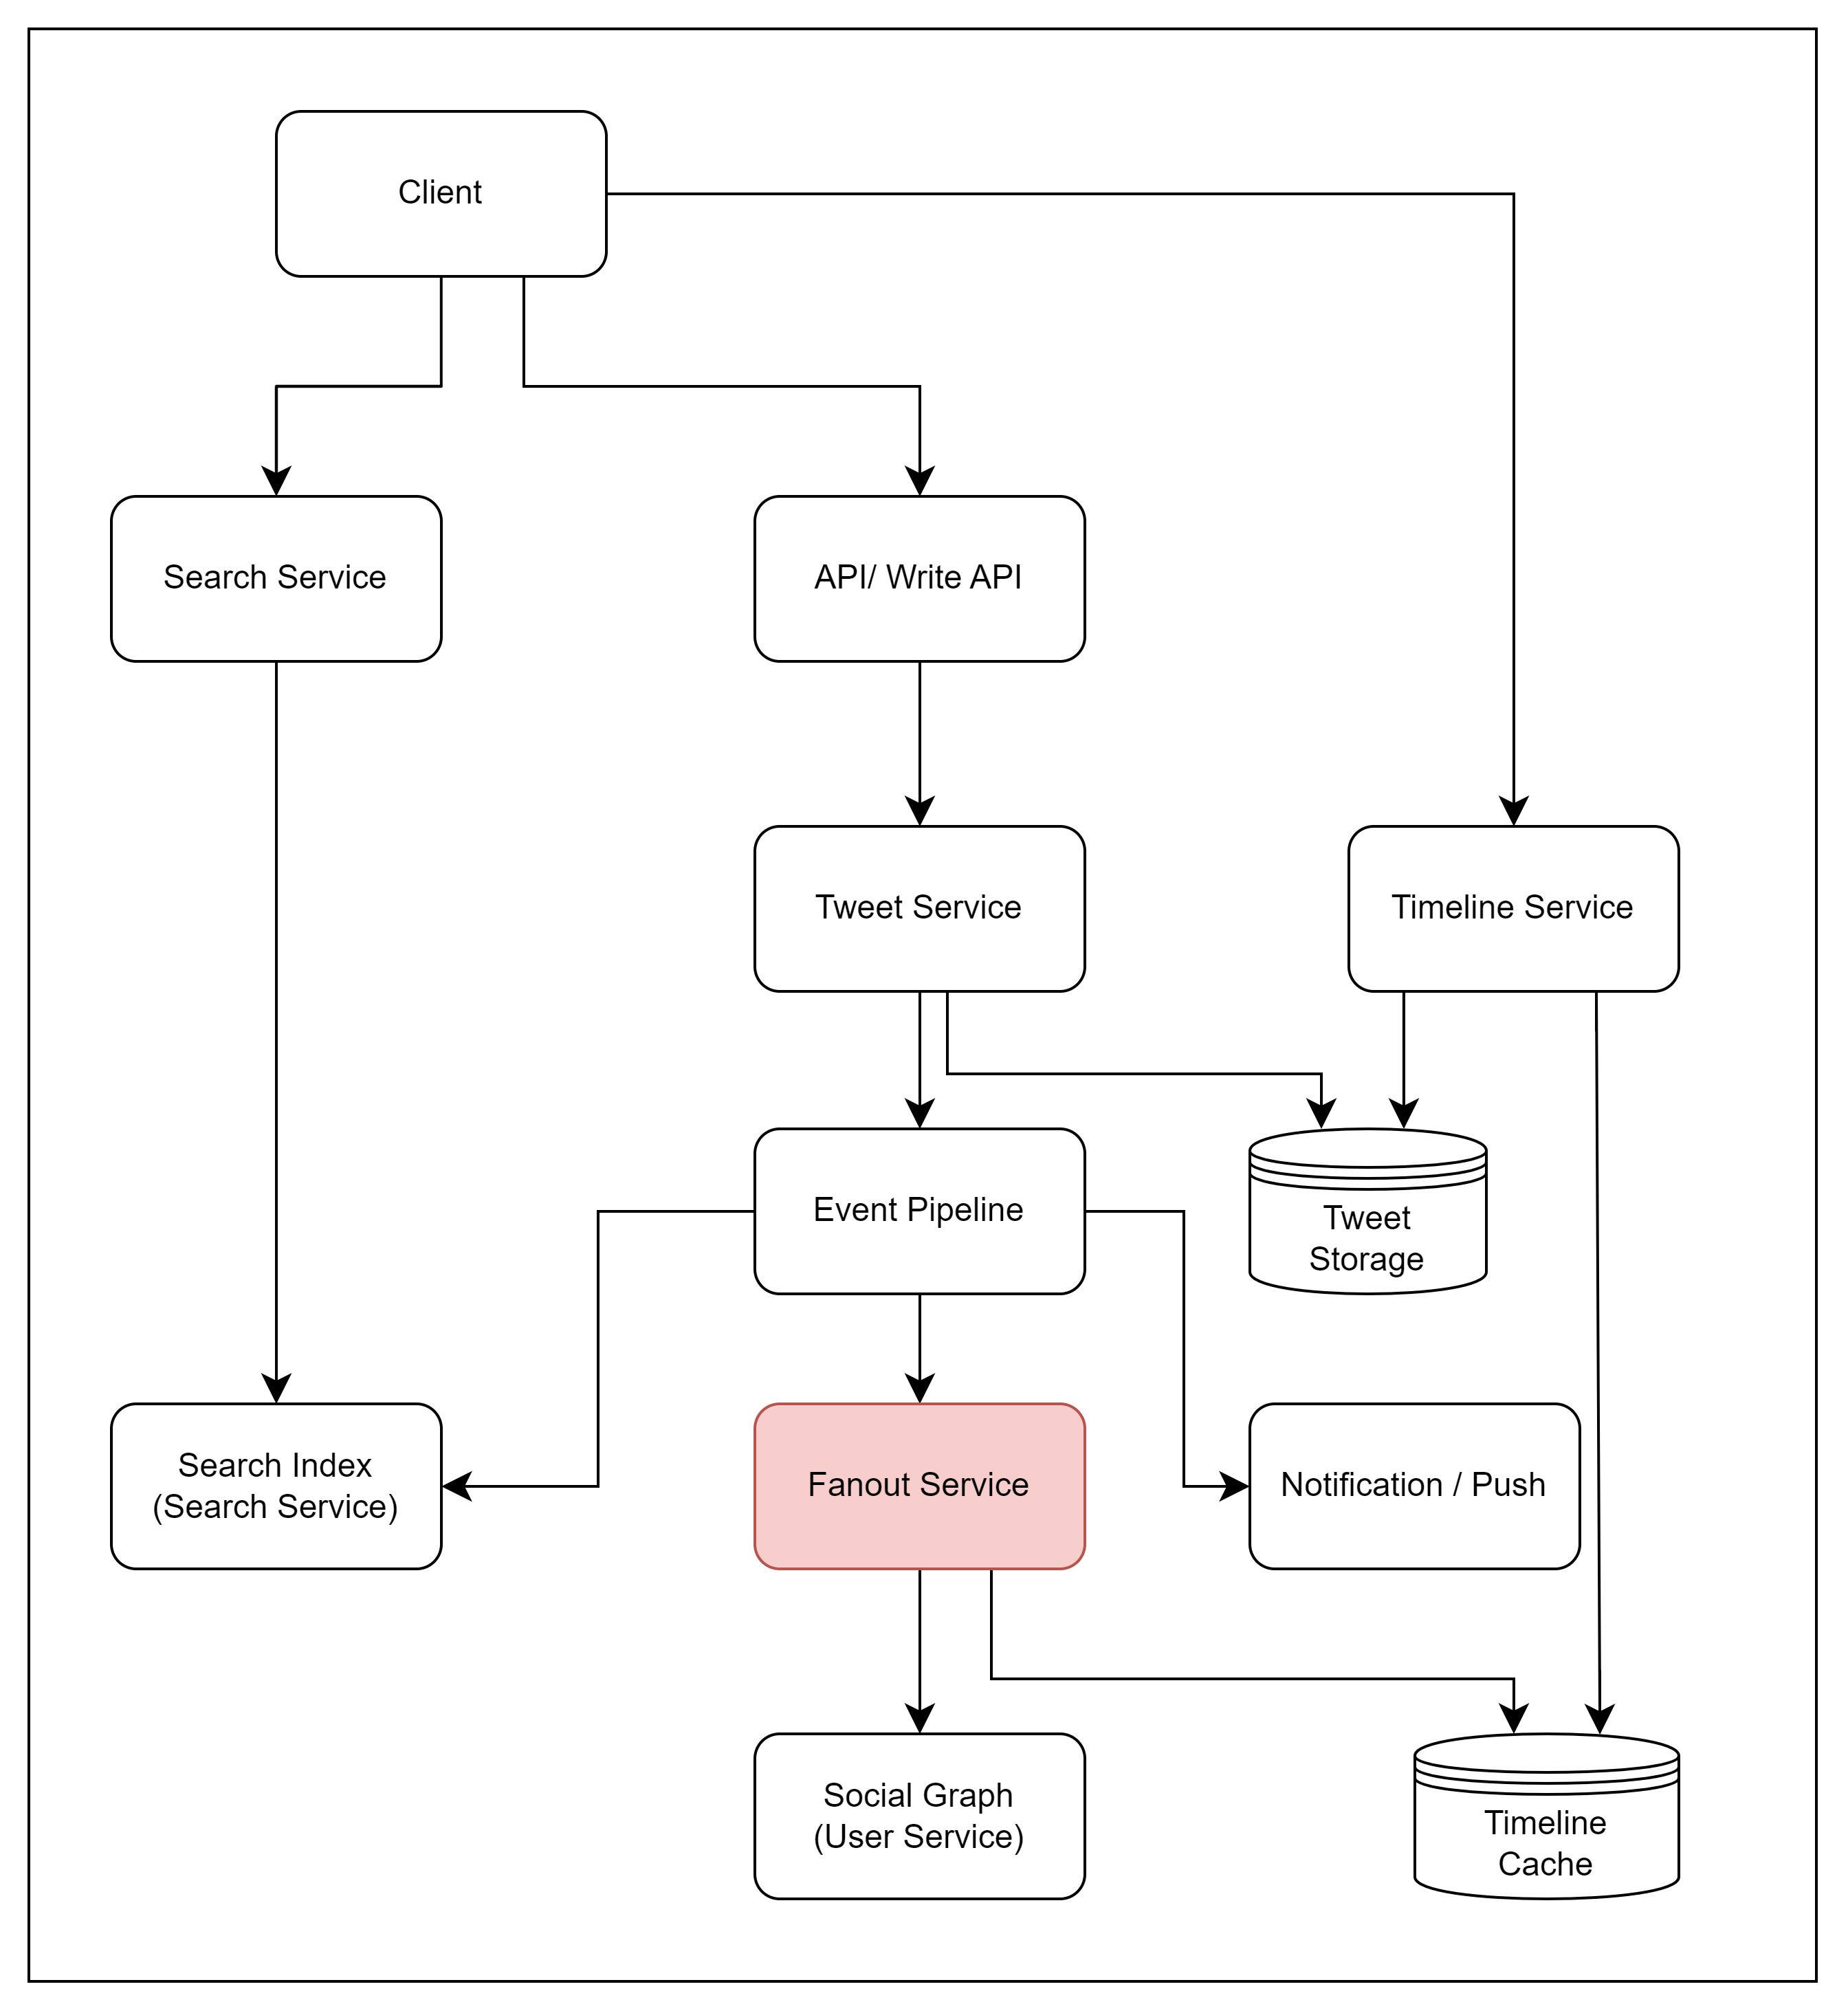 Client
Search Service
API/ Write API
Tweet Service
Timeline Service
Event Pipeline
Tweet
Storage
Search Index
(Search Service)
Fanout Service
Notification / Push
Social Graph
(User Service)
Timeline
Cache